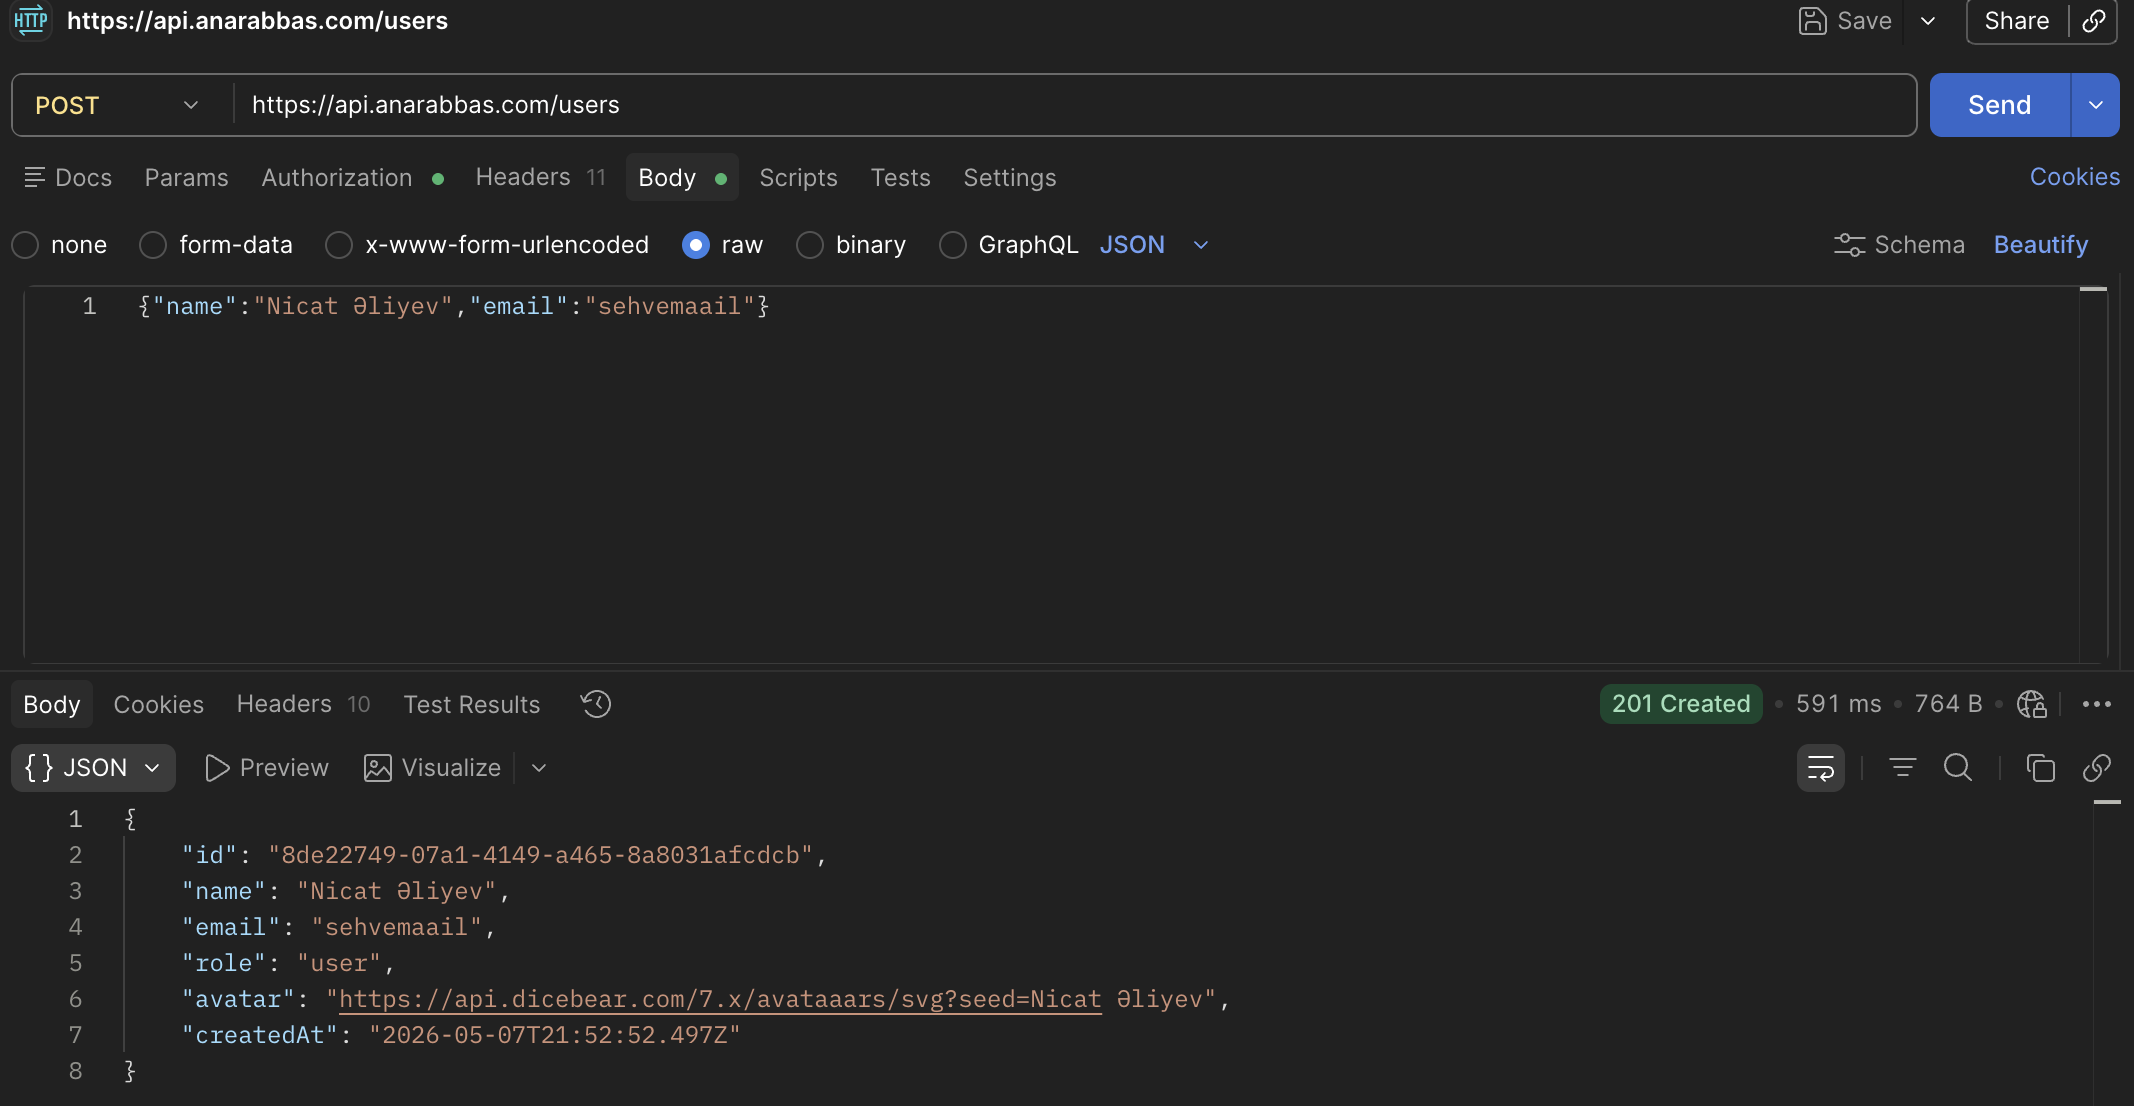 HTTP https://api.anarabbas.com/users Save Share
POST https://api.anarabbas.com/users Send
Docs Params Authorization Headers 11 Body Scripts Tests Settings Cookies
none form-data x-www-form-urlencoded raw binary GraphQL JSON Schema Beautify
1 {"name":"Nicat Əliyev","email":"sehvemaail"}
Body Cookies Headers 10 Test Results 201 Created • 591 ms • 764 B •
{} JSON Preview Visualize
1 {
2 "id": "8de22749-07a1-4149-a465-8a8031afcdcb",
3 "name": "Nicat Əliyev",
4 "email": "sehvemaail",
5 "role": "user",
6 "avatar": "https://api.dicebear.com/7.x/avataaars/svg?seed=Nicat Əliyev",
7 "createdAt": "2026-05-07T21:52:52.497Z"
8 }